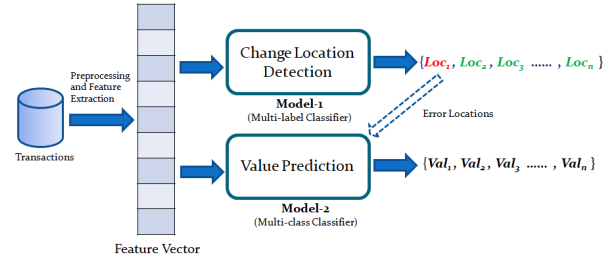 Preprocessing
and Feature
Extraction
Transactions
Feature Vector
Change Location
Detection
Model-1
(Multi-label Classifier)
{Loc1, Loc2, Loc3 ......, Locn}
Error Locations
Value Prediction
Model-2
(Multi-class Classifier)
{Val1, Val2, Val3 ......, Valn}